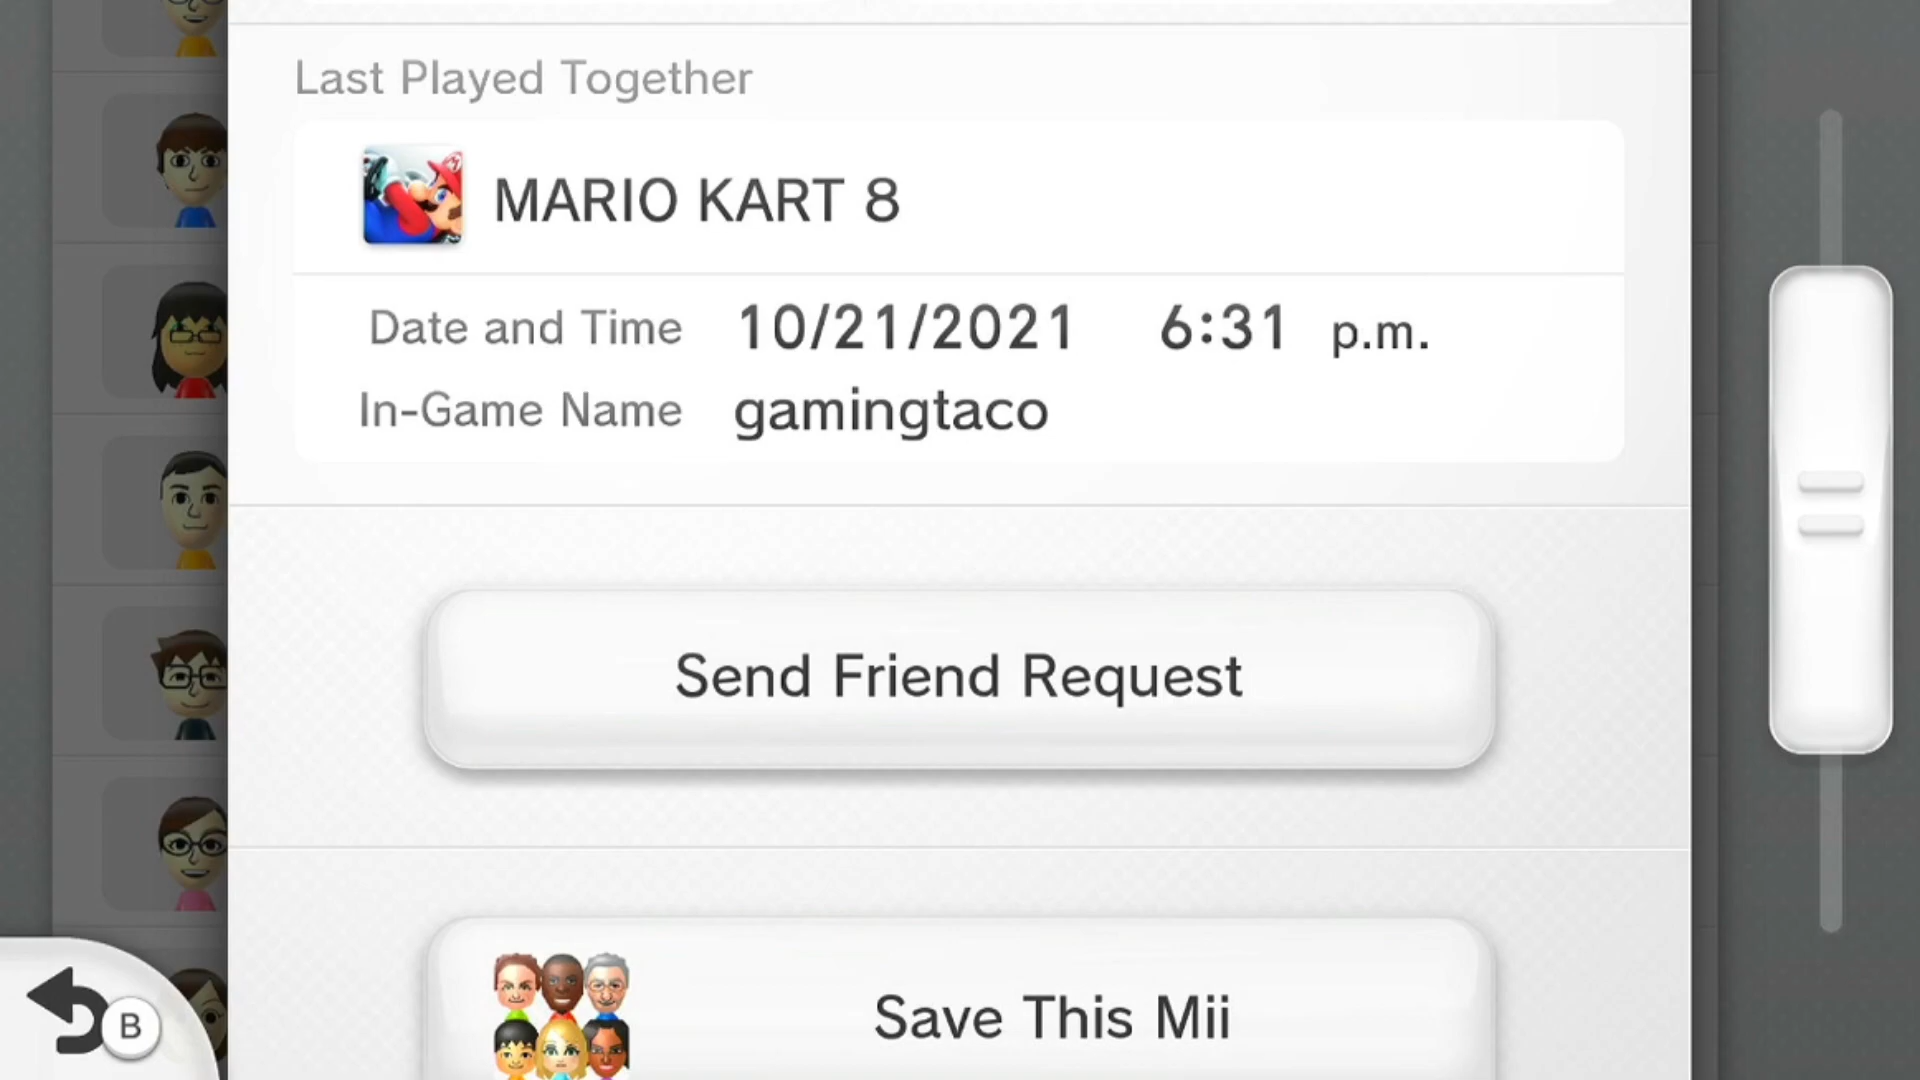 Last Played Together
MARIO KART 8
Date and Time 10/21/2021 6:31 p.m.
In-Game Name gamingtaco
Send Friend Request
Save This Mii
B